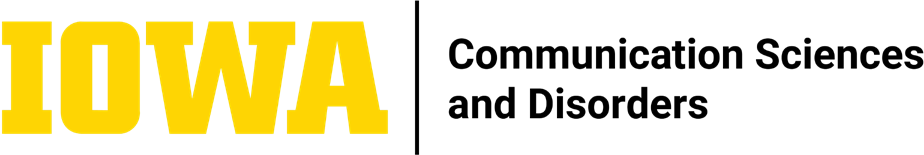 IOWA
Communication Sciences
and Disorders